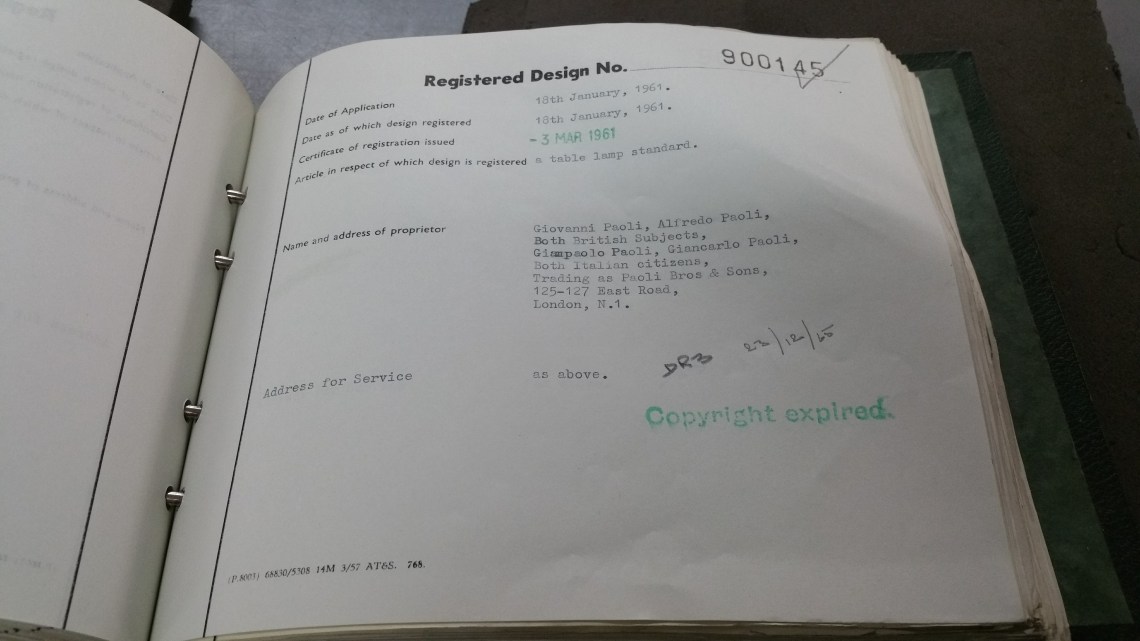 Registered Design No. 900145
Date of Application 18th January, 1961.
Date as of which design registered 18th January, 1961.
Certificate of registration issued - 3 MAR 1961
Article in respect of which design is registered a table lamp standard.
Name and address of proprietor Giovanni Paoli, Alfredo Paoli,
Both British Subjects,
Giampaolo Paoli, Giancarlo Paoli,
Both Italian citizens,
Trading as Paoli Bros & Sons,
125-127 East Road,
London, N.1.
DR3 23/12/65
Address for Service as above.
Copyright expired.
(P.8003) 68830/5308 14M 3/57 AT&S. 768.